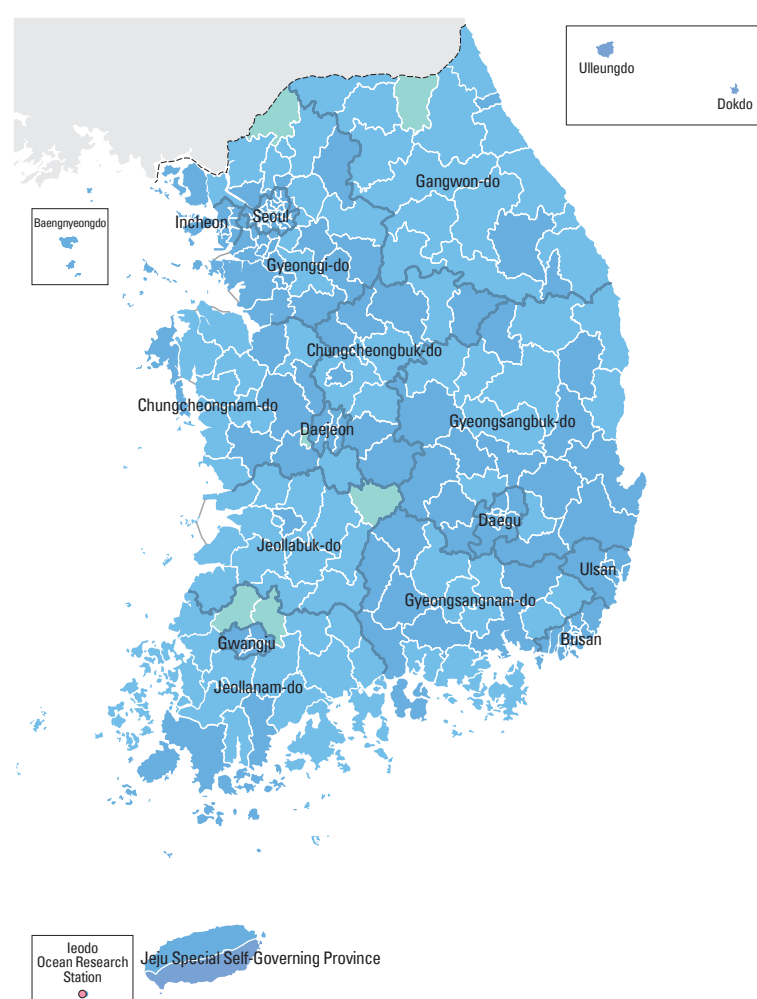 Ulleungdo
Dokdo
Gangwon-do
Baengnyeongdo
Incheon
Seoul
Gyeonggi-do
Chungcheongbuk-do
Chungcheongnam-do
Gyeongsangbuk-do
Daejeon
Daegu
Jeollabuk-do
Ulsan
Gyeongsangnam-do
Busan
Gwangju
Jeollanam-do
Ieodo
Ocean Research
Station
Jeju Special Self-Governing Province